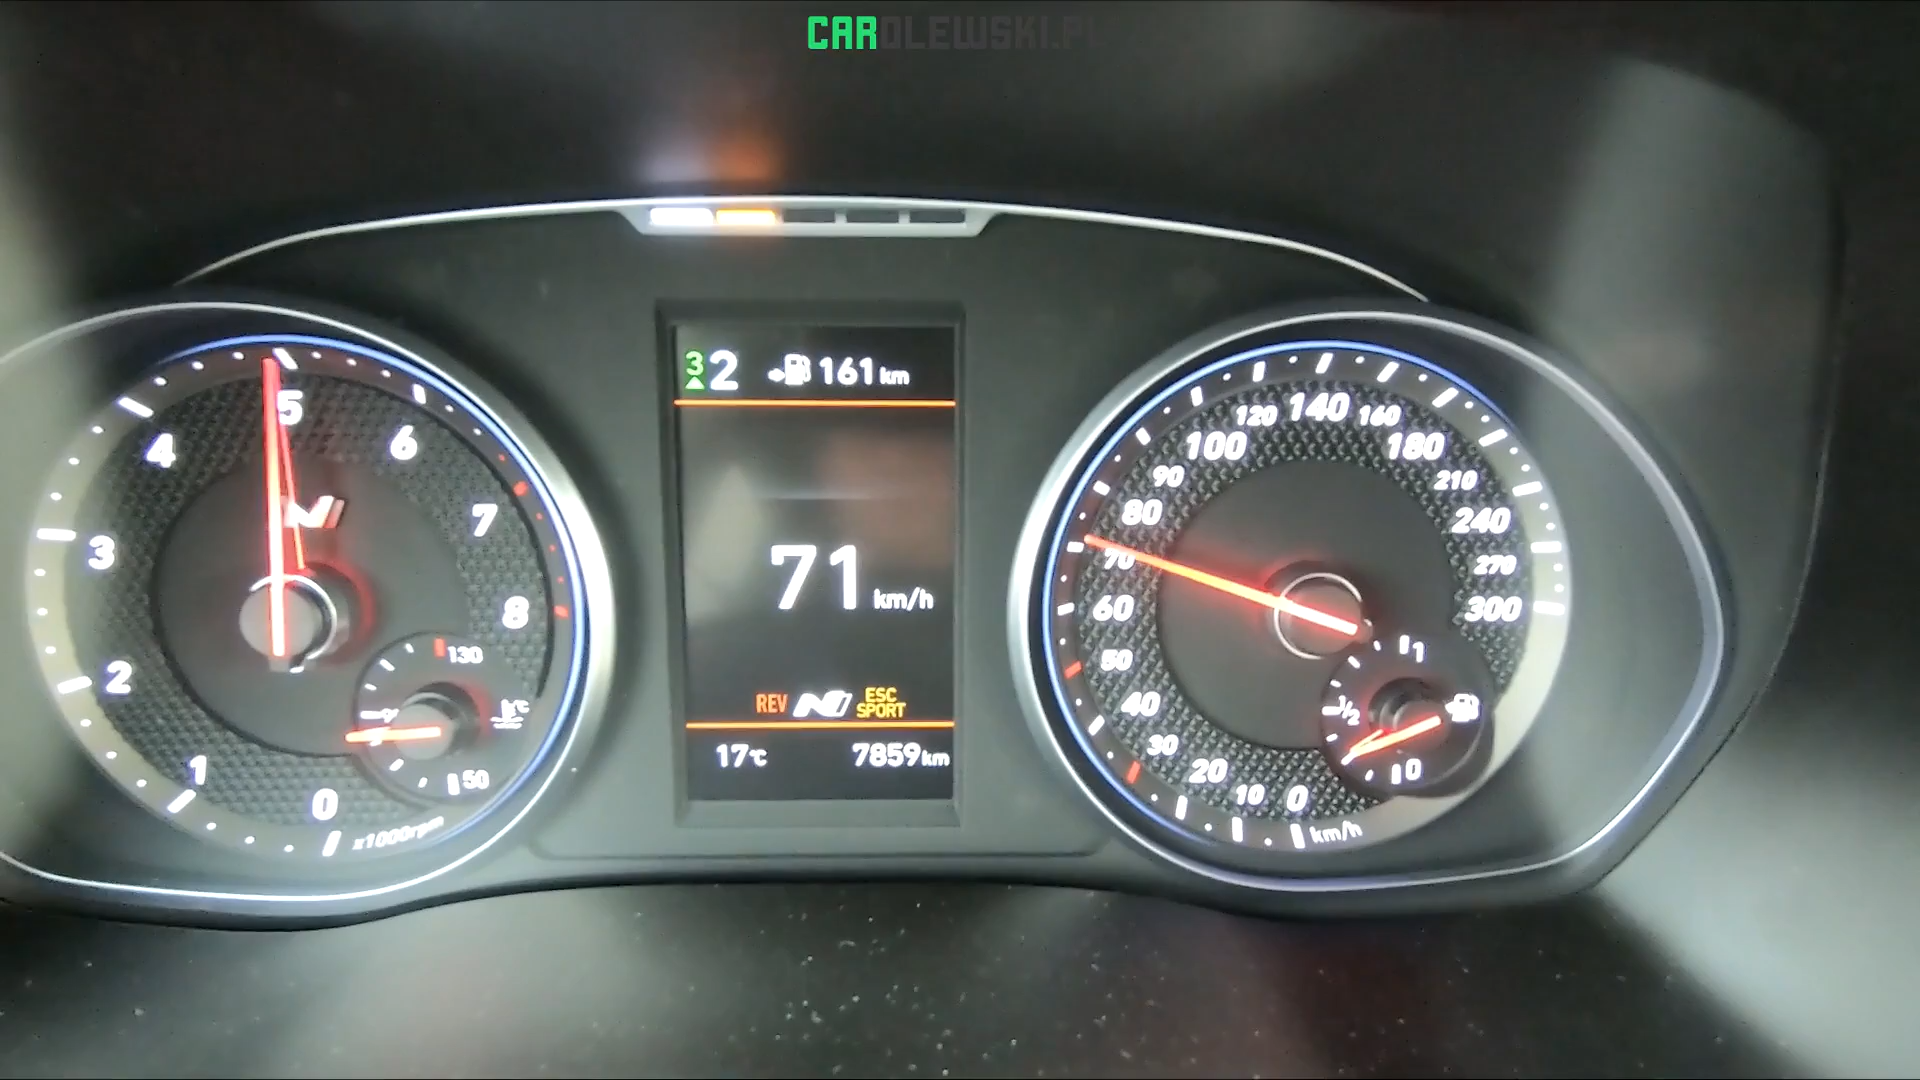 CAROLEWSKI.PL
3 2 161 km
71 km/h
REV N ESC SPORT
17°C 7859 km
0 1 2 3 4 5 6 7 8
x1000rpm
N
130
50
0 10 20 30 40 50 60 70 80 90 100 120 140 160 180 210 240 270 300
km/h
1
1/2
0